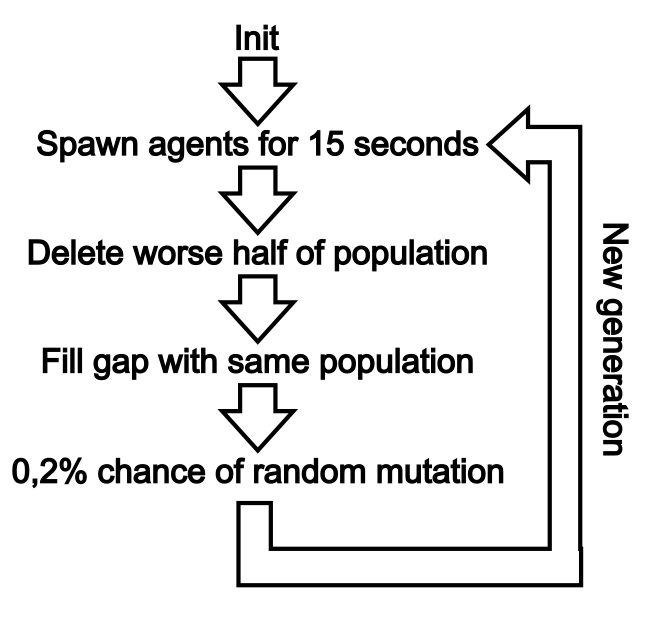 Init
Spawn agents for 15 seconds
Delete worse half of population
Fill gap with same population
0,2% chance of random mutation
New generation